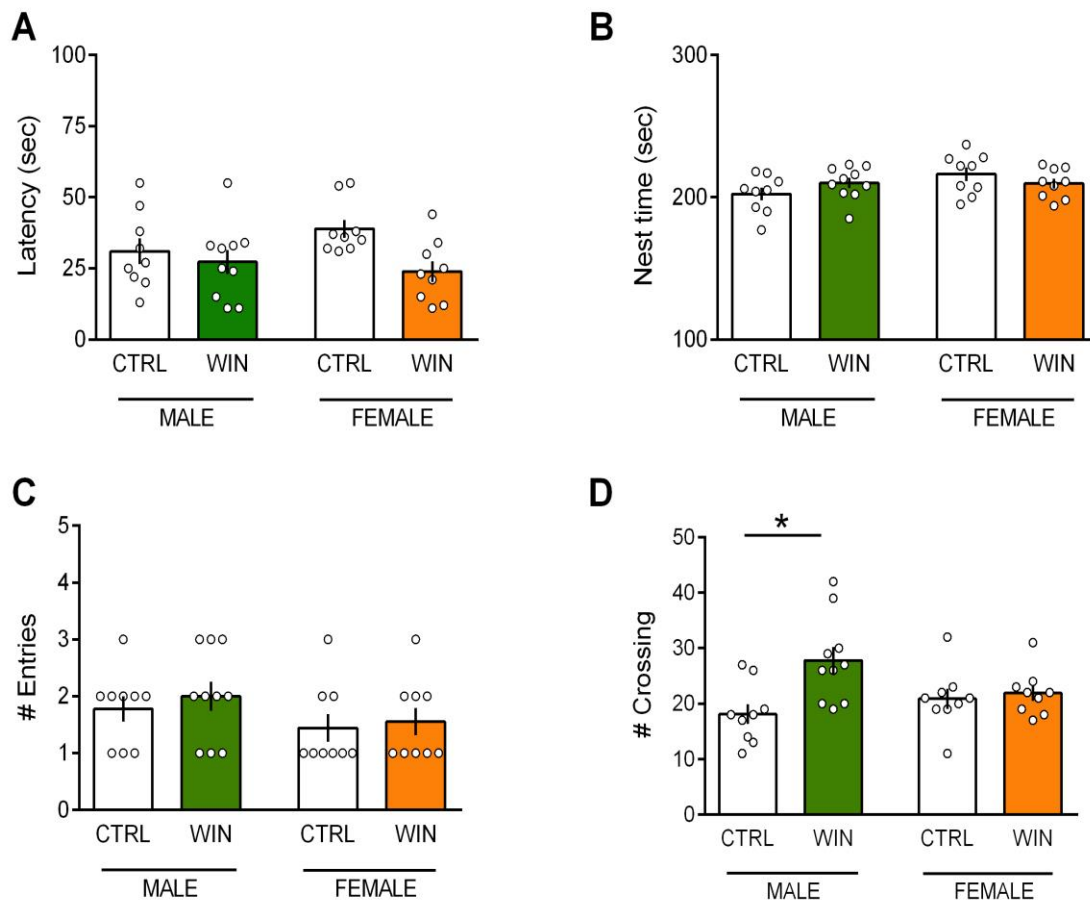 A
Latency (sec)
100
75
50
25
0
CTRL WIN CTRL WIN
MALE FEMALE
B
Nest time (sec)
300
200
100
CTRL WIN CTRL WIN
MALE FEMALE
C
# Entries
5
4
3
2
1
0
CTRL WIN CTRL WIN
MALE FEMALE
D
# Crossing
50
40
30
20
10
0
*
CTRL WIN CTRL WIN
MALE FEMALE